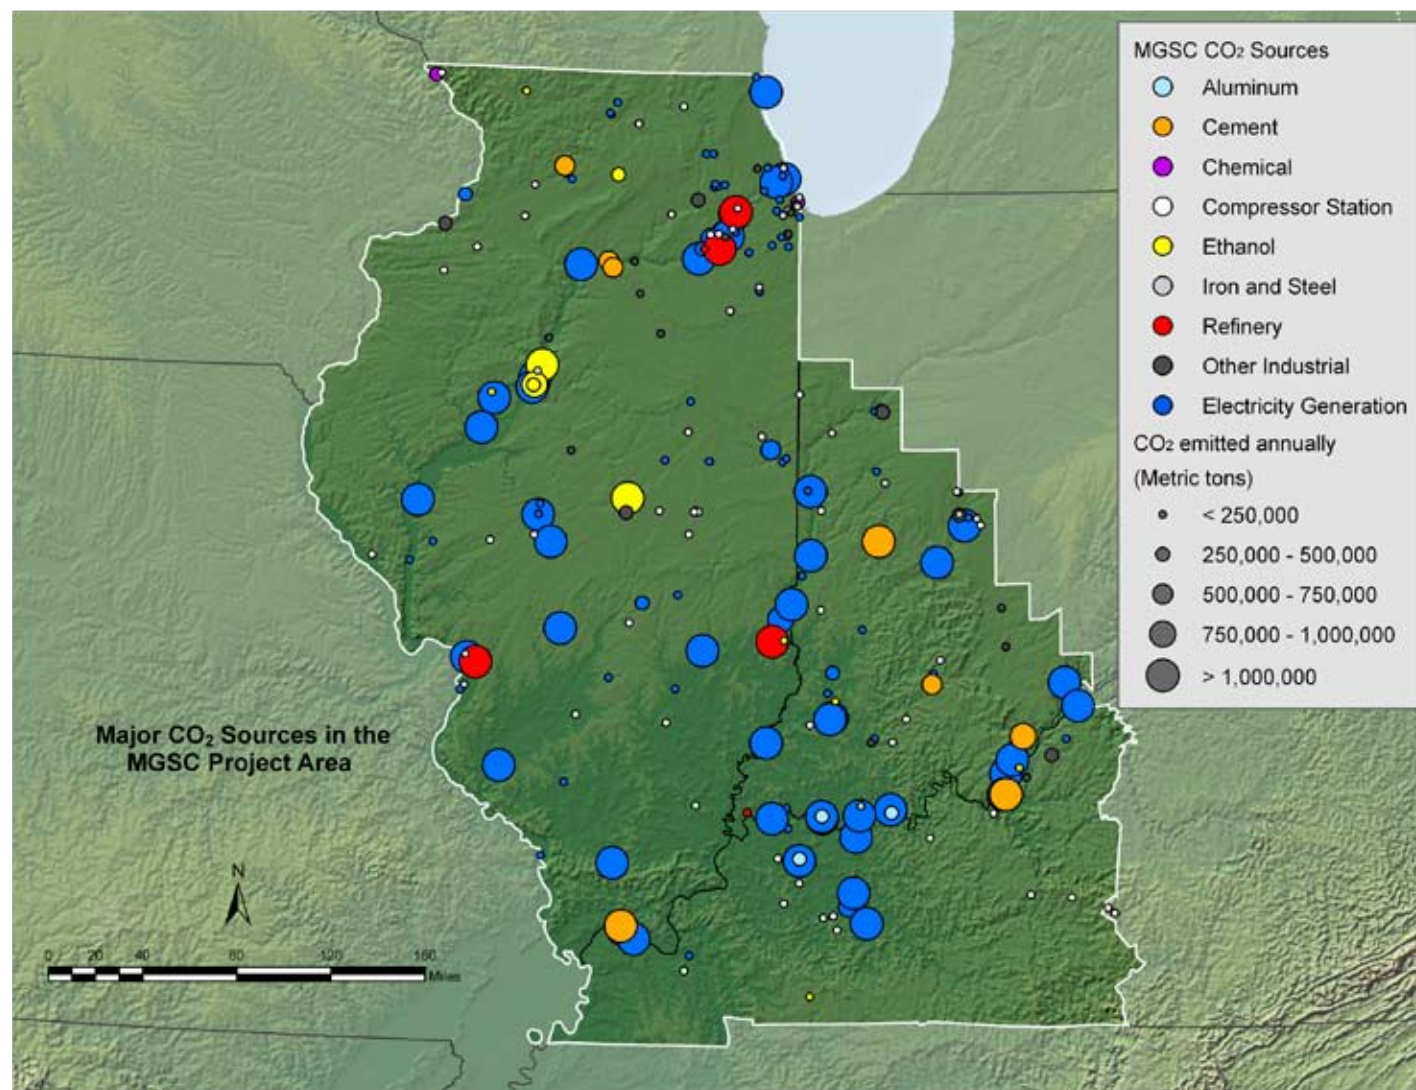 MGSC CO₂ Sources
Aluminum
Cement
Chemical
Compressor Station
Ethanol
Iron and Steel
Refinery
Other Industrial
Electricity Generation
CO₂ emitted annually
(Metric tons)
< 250,000
250,000 - 500,000
500,000 - 750,000
750,000 - 1,000,000
> 1,000,000
Major CO₂ Sources in the
MGSC Project Area
N
0 20 40 80 120 160
Miles